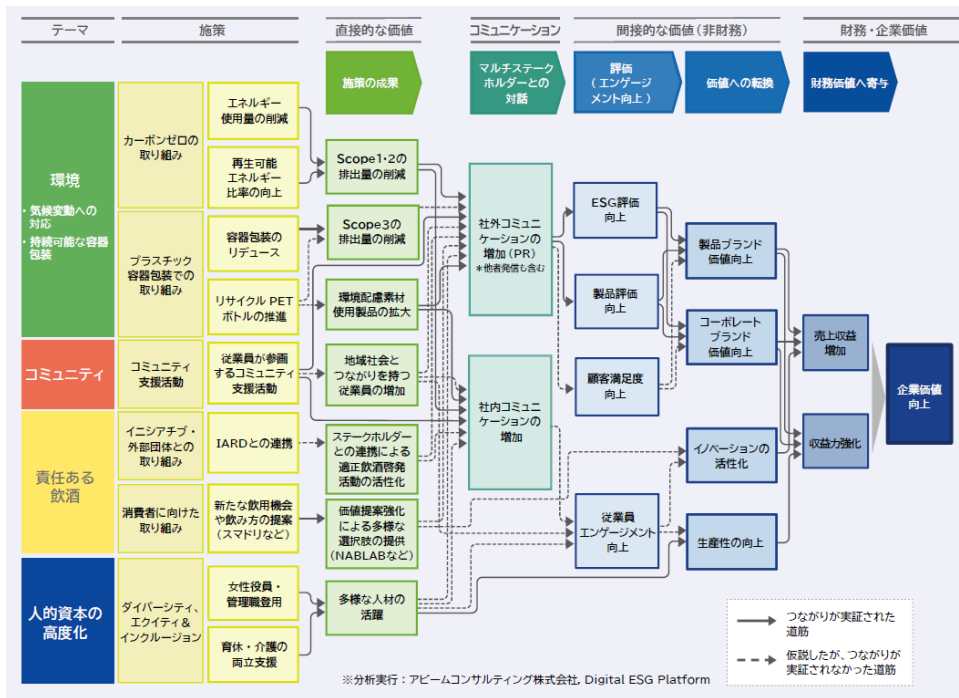 テーマ
施策
直接的な価値
コミュニケーション
間接的な価値（非財務）
財務・企業価値
施策の成果
マルチステーク
ホルダーとの
対話
評価
（エンゲージ
メント向上）
価値への転換
財務価値へ寄与
環境
・気候変動への
対応
・持続可能な容器
包装
コミュニティ
責任ある
飲酒
人的資本の
高度化
カーボンゼロの
取り組み
プラスチック
容器包装での
取り組み
コミュニティ
支援活動
イニシアチブ・
外部団体との
取り組み
消費者に向けた
取り組み
ダイバーシティ、
エクイティ＆
インクルージョン
エネルギー
使用量の削減
再生可能
エネルギー
比率の向上
容器包装の
リデュース
リサイクル PET
ボトルの推進
従業員が参画
するコミュニティ
支援活動
IARDとの連携
新たな飲用機会
や飲み方の提案
（スマドリなど）
女性役員・
管理職登用
育休・介護の
両立支援
Scope1・2の
排出量の削減
Scope3の
排出量の削減
環境配慮素材
使用製品の拡大
地域社会と
つながりを持つ
従業員の増加
ステークホルダー
との連携による
適正飲酒啓発
活動の活性化
価値提案強化
による多様な
選択肢の提供
（NABLABなど）
多様な人材の
活躍
社外コミュニ
ケーションの
増加（PR）
＊他者発信も含む
社内コミュニ
ケーションの
増加
ESG評価
向上
製品評価
向上
顧客満足度
向上
従業員
エンゲージメント
向上
製品ブランド
価値向上
コーポレート
ブランド
価値向上
イノベーションの
活性化
生産性の向上
売上収益
増加
収益力強化
企業価値
向上
つながりが実証された
道筋
仮説したが、つながりが
実証されなかった道筋
※分析実行：アビームコンサルティング株式会社, Digital ESG Platform